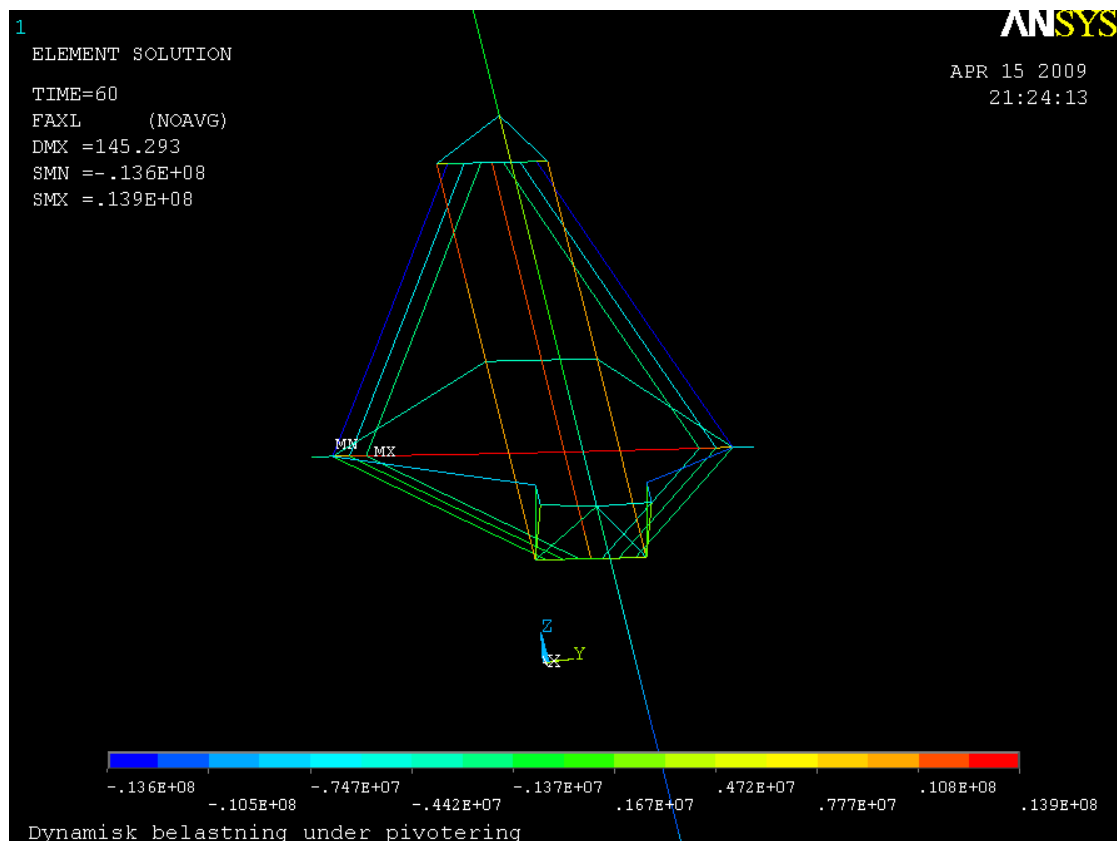 1
ANSYS
ELEMENT SOLUTION
APR 15 2009
21:24:13
TIME=60
FAXL (NOAVG)
DMX =145.293
SMN =-.136E+08
SMX =.139E+08
MN
MX
Z
X
Y
-.136E+08 -.747E+07 -.137E+07 .472E+07 .108E+08
-.105E+08 -.442E+07 .167E+07 .777E+07 .139E+08
Dynamisk belastning under pivotering